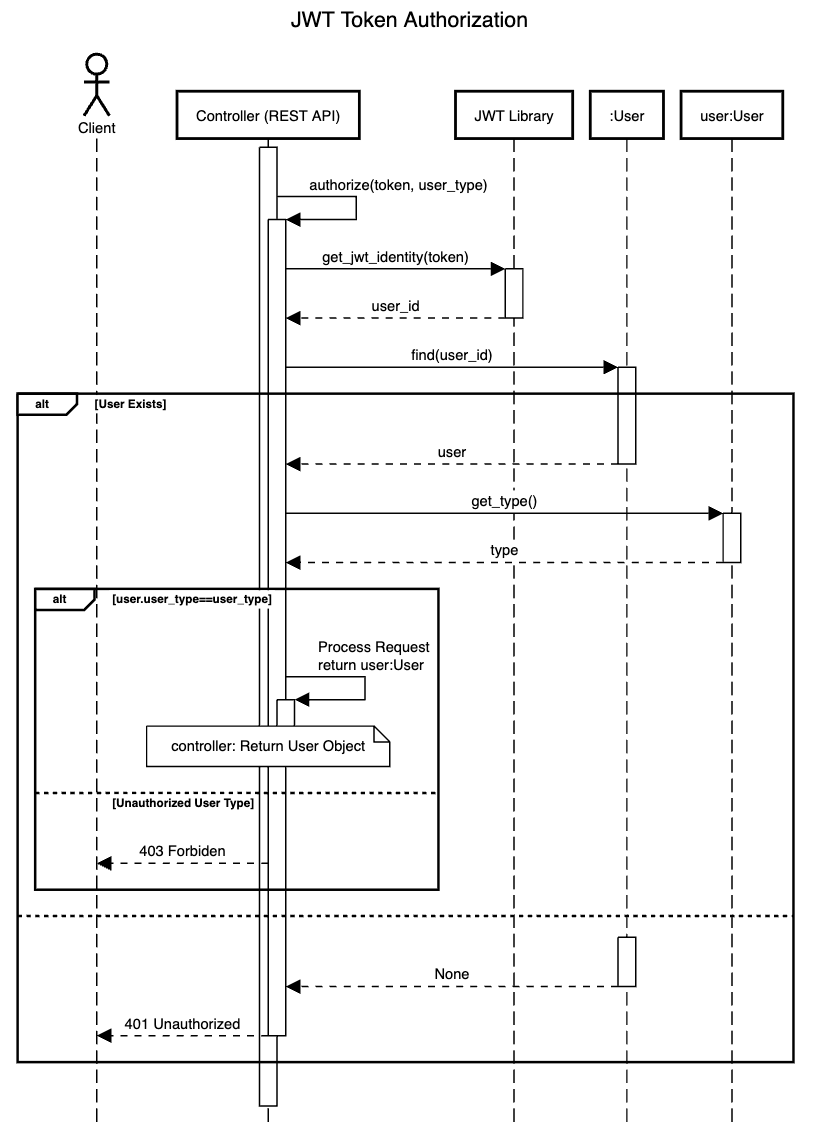 JWT Token Authorization
Client
Controller (REST API)
JWT Library
:User
user:User
authorize(token, user_type)
get_jwt_identity(token)
user_id
find(user_id)
alt
[User Exists]
user
get_type()
type
alt
[user.user_type==user_type]
Process Request
return user:User
controller: Return User Object
[Unauthorized User Type]
403 Forbiden
None
401 Unauthorized